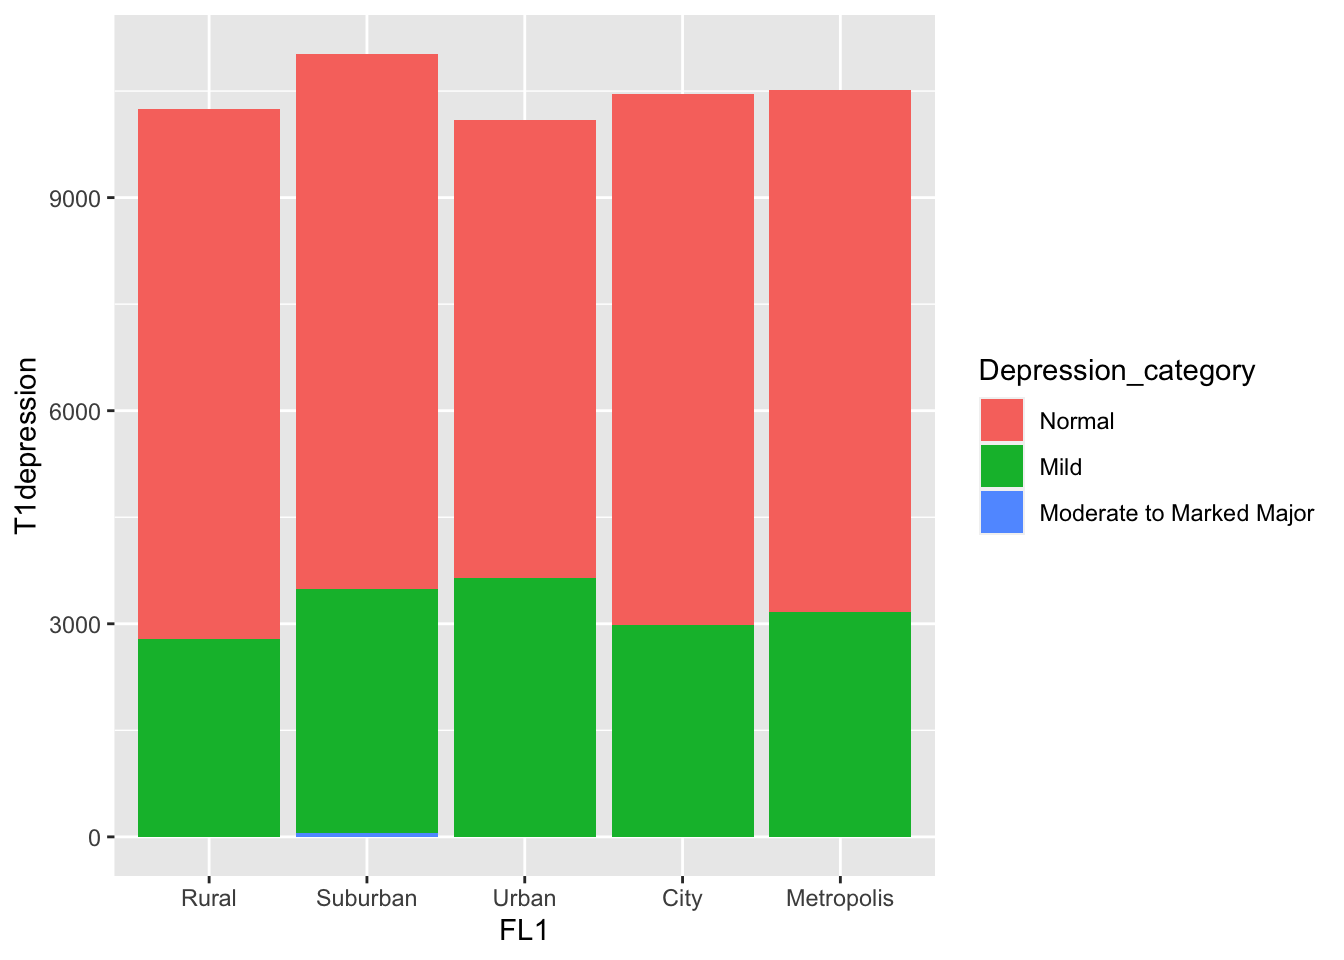 T1depression
9000
6000
3000
0
Rural Suburban Urban City Metropolis
FL1
Depression_category
Normal
Mild
Moderate to Marked Major